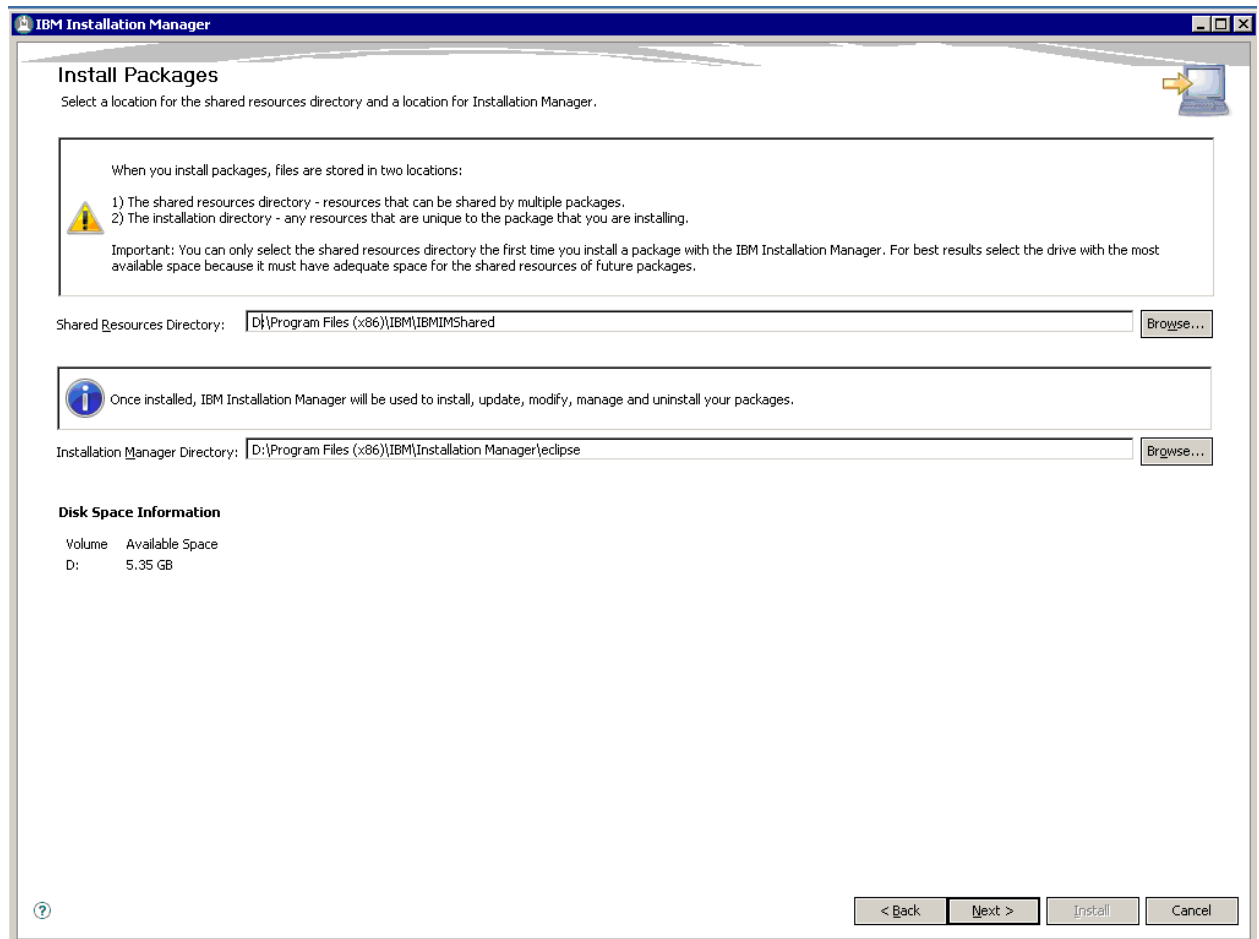 IBM Installation Manager
Install Packages
Select a location for the shared resources directory and a location for Installation Manager.
When you install packages, files are stored in two locations:
1) The shared resources directory - resources that can be shared by multiple packages.
2) The installation directory - any resources that are unique to the package that you are installing.
Important: You can only select the shared resources directory the first time you install a package with the IBM Installation Manager. For best results select the drive with the most
available space because it must have adequate space for the shared resources of future packages.
Shared Resources Directory: D:\Program Files (x86)\IBM\IBMIMShared Browse...
Once installed, IBM Installation Manager will be used to install, update, modify, manage and uninstall your packages.
Installation Manager Directory: D:\Program Files (x86)\IBM\Installation Manager\eclipse Browse...
Disk Space Information
Volume Available Space
D: 5.35 GB
? < Back Next > Install Cancel